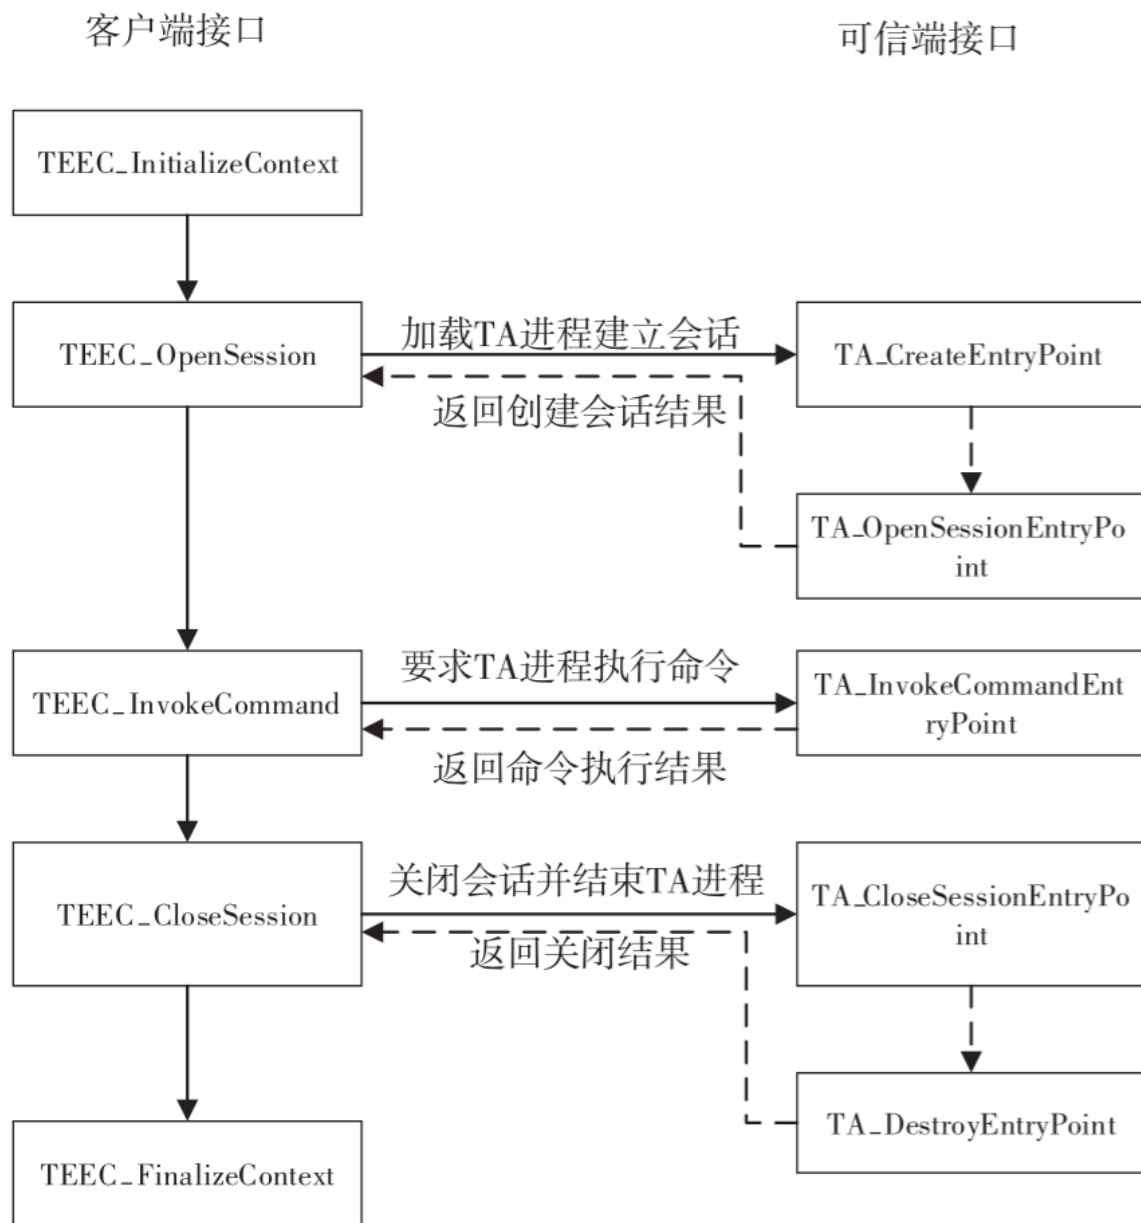 客户端接口
可信端接口
TEEC_InitializeContext
TEEC_OpenSession
加载TA进程建立会话
TA_CreateEntryPoint
返回创建会话结果
TA_OpenSessionEntryPo
int
TEEC_InvokeCommand
要求TA进程执行命令
TA_InvokeCommandEnt
ryPoint
返回命令执行结果
TEEC_CloseSession
关闭会话并结束TA进程
TA_CloseSessionEntryPo
int
返回关闭结果
TA_DestroyEntryPoint
TEEC_FinalizeContext